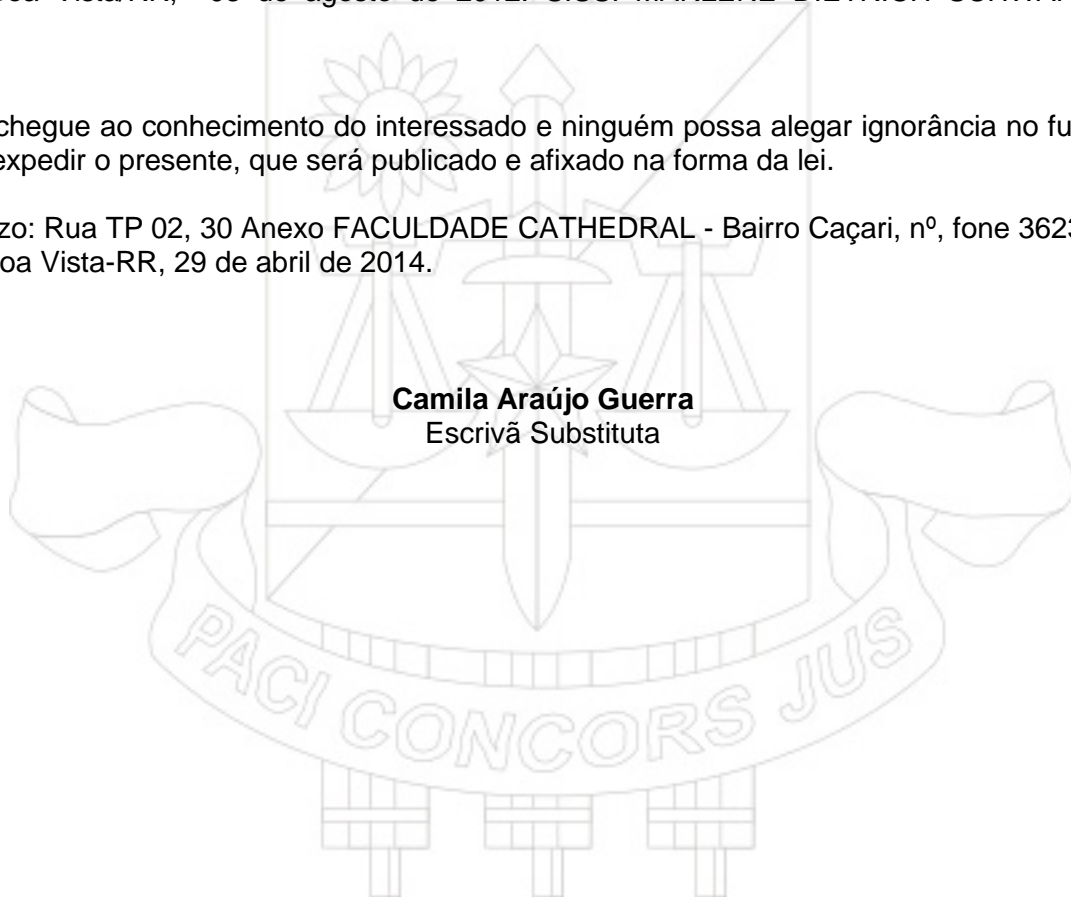 chegue ao conhecimento do interessado e ninguém possa alegar ignorância no fu
expedir o presente, que será publicado e afixado na forma da lei.
zo: Rua TP 02, 30 Anexo FACULDADE CATHEDRAL - Bairro Caçari, nº, fone 3623
oa Vista-RR, 29 de abril de 2014.
Camila Araújo Guerra
Escrivã Substituta
PACI CONCORS JUS